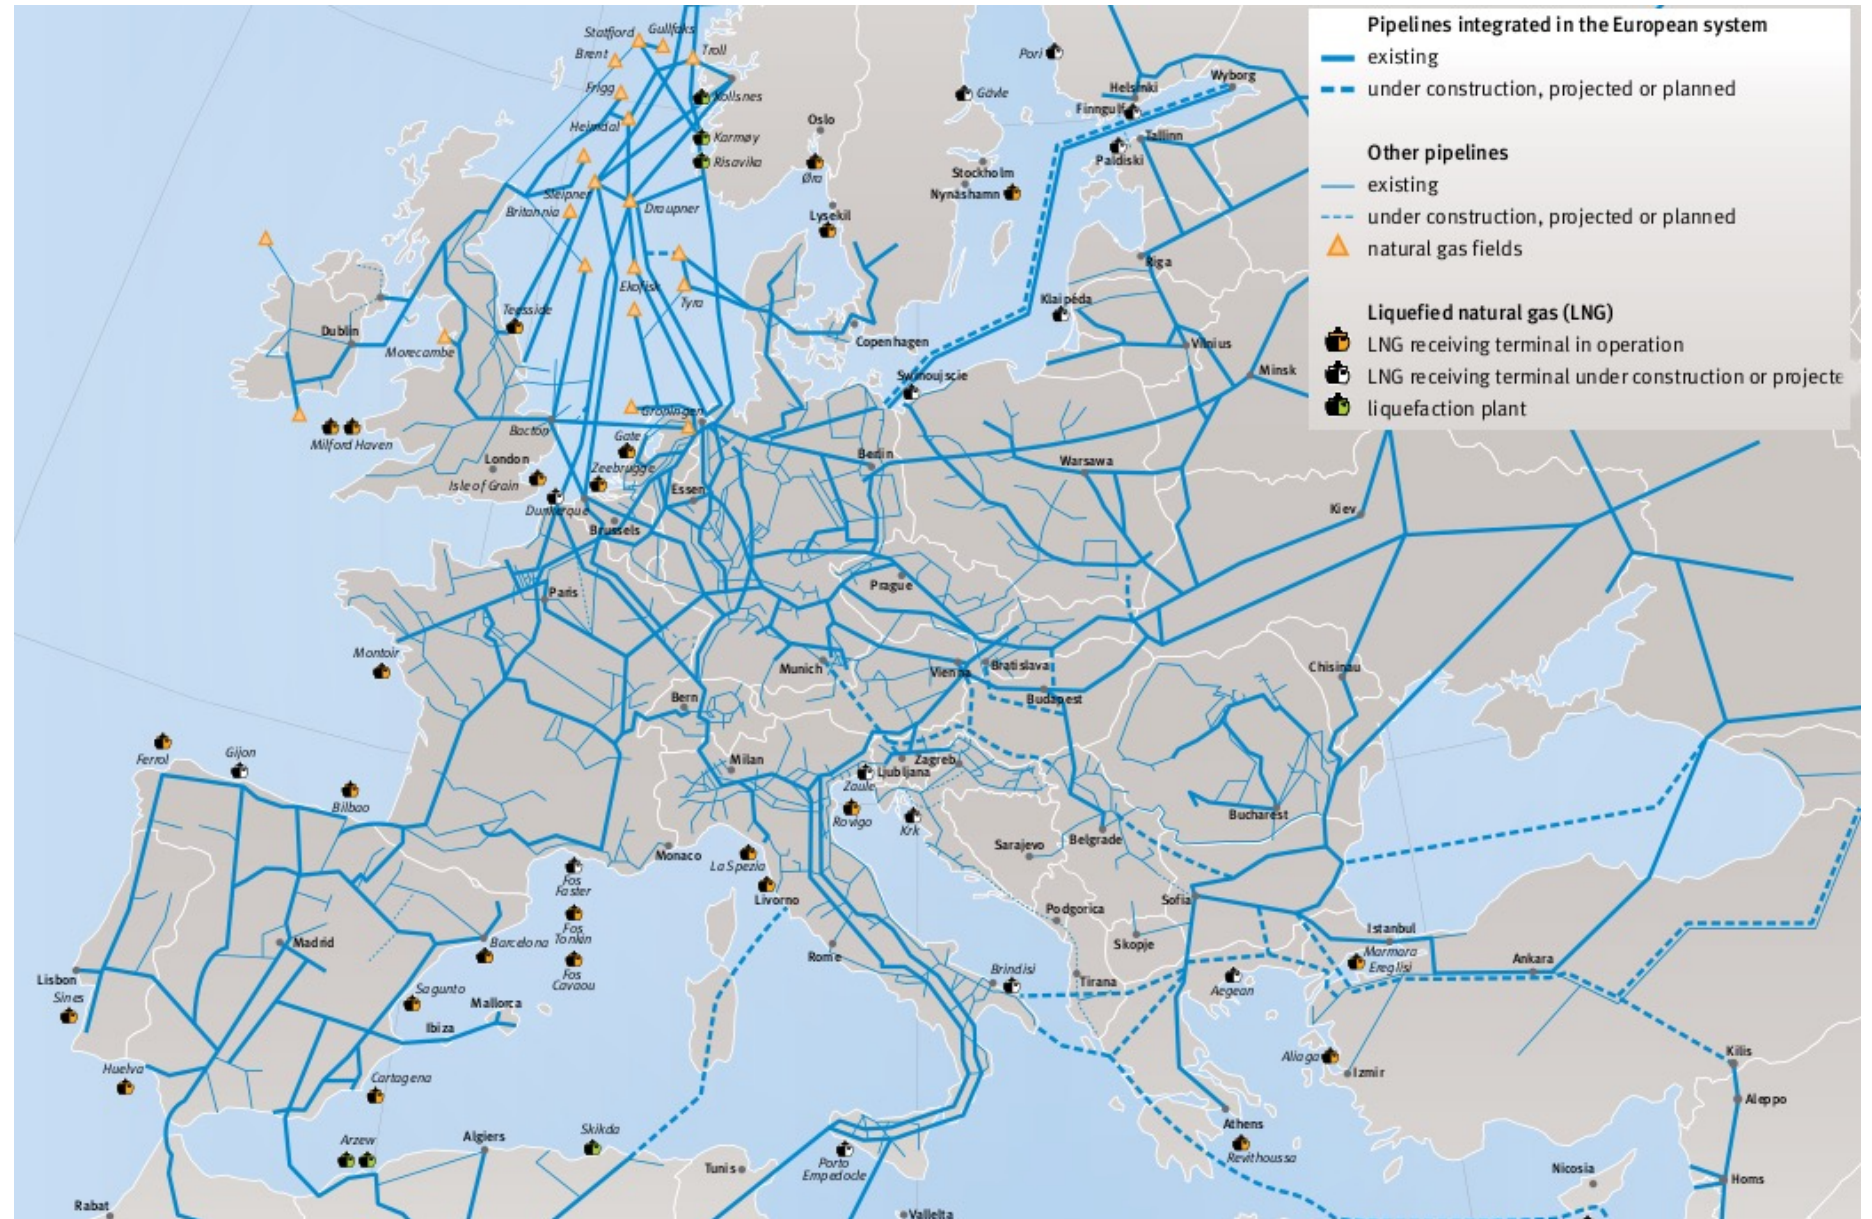 Pipelines integrated in the European system
existing
under construction, projected or planned
Other pipelines
existing
under construction, projected or planned
natural gas fields
Liquefied natural gas (LNG)
LNG receiving terminal in operation
LNG receiving terminal under construction or projecte
liquefaction plant
Statfjord
Gullfaks
Brent
Troll
Frigg
Kollsnes
Heimdal
Karmøy
Risavika
Sleipner
Britannia
Draupner
Ekofisk
Tyra
Oslo
Øra
Lysekil
Pori
Gävle
Stockholm
Nynäshamn
Helsinki
Finngulf
Wyborg
Tallinn
Paldiski
Riga
Klaipéda
Vilnius
Minsk
Copenhagen
Swinoujscie
Dublin
Morecambe
Teesside
Milford Haven
Bacton
London
Isle of Grain
Groningen
Gate
Zeebrugge
Dunkerque
Brussels
Essen
Berlin
Warsawa
Kiev
Prague
Paris
Montoir
Munich
Vienna
Bratislava
Budapest
Chisinau
Bern
Milan
Ljubljana
Zagreb
Zaule
Rovigo
Krk
Sarajevo
Belgrade
Bucharest
Ferrol
Gijon
Bilbao
Monaco
La Spezia
Livorno
Fos
Faster
Fos
Tonkin
Fos
Cavaou
Podgorica
Skopje
Sofia
Tirana
Istanbul
Marmara
Ereglisi
Ankara
Madrid
Barcelona
Lisbon
Sines
Sagunto
Mallorca
Ibiza
Rome
Brindisi
Aegean
Aliaga
Izmir
Kilis
Aleppo
Homs
Huelva
Cartagena
Arzew
Algiers
Skikda
Tunis
Porto
Empedocle
Athens
Revithoussa
Nicosia
Rabat
Valletta